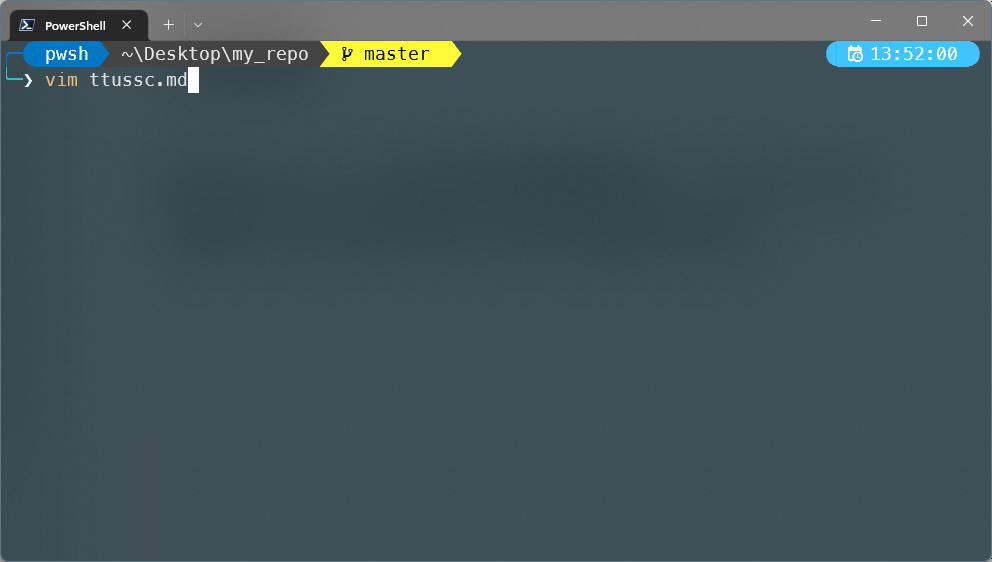 PowerShell
pwsh ~\Desktop\my_repo master 13:52:00
❯ vim ttussc.md